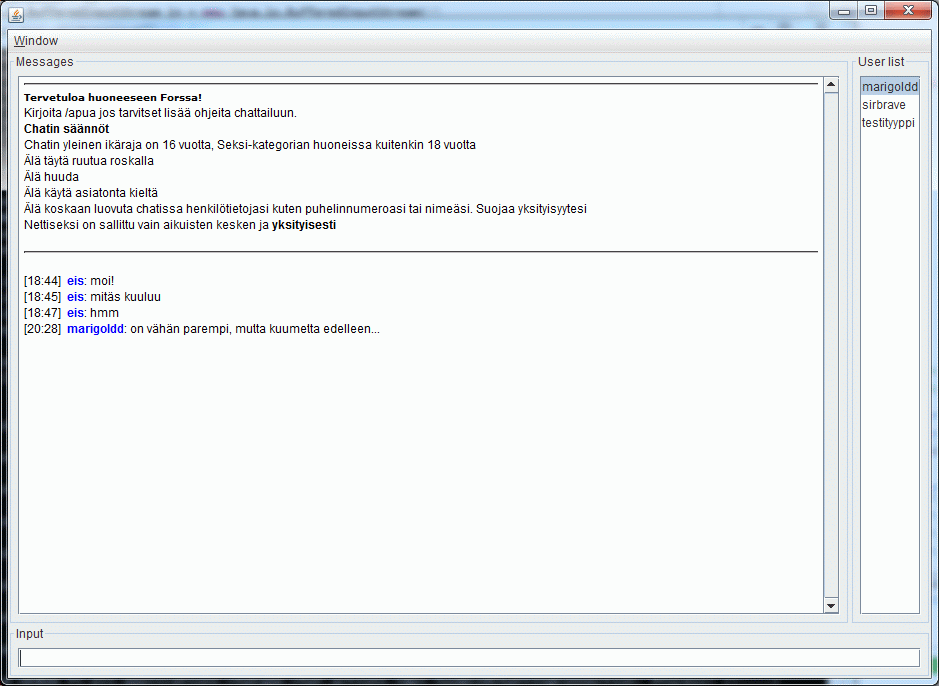 Window
Messages
Tervetuloa huoneeseen Forssa!
Kirjoita /apua jos tarvitset lisää ohjeita chattailuun.
Chatin säännöt
Chatin yleinen ikäraja on 16 vuotta, Seksi-kategorian huoneissa kuitenkin 18 vuotta
Älä täytä ruutua roskalla
Älä huuda
Älä käytä asiatonta kieltä
Älä koskaan luovuta chatissa henkilötietojasi kuten puhelinnumeroasi tai nimeäsi. Suojaa yksityisyytesi
Nettiseksi on sallittu vain aikuisten kesken ja yksityisesti
[18:44] eis: moi!
[18:45] eis: mitäs kuuluu
[18:47] eis: hmm
[20:28] marigoldd: on vähän parempi, mutta kuumetta edelleen...
User list
marigoldd
sirbrave
testityyppi
Input